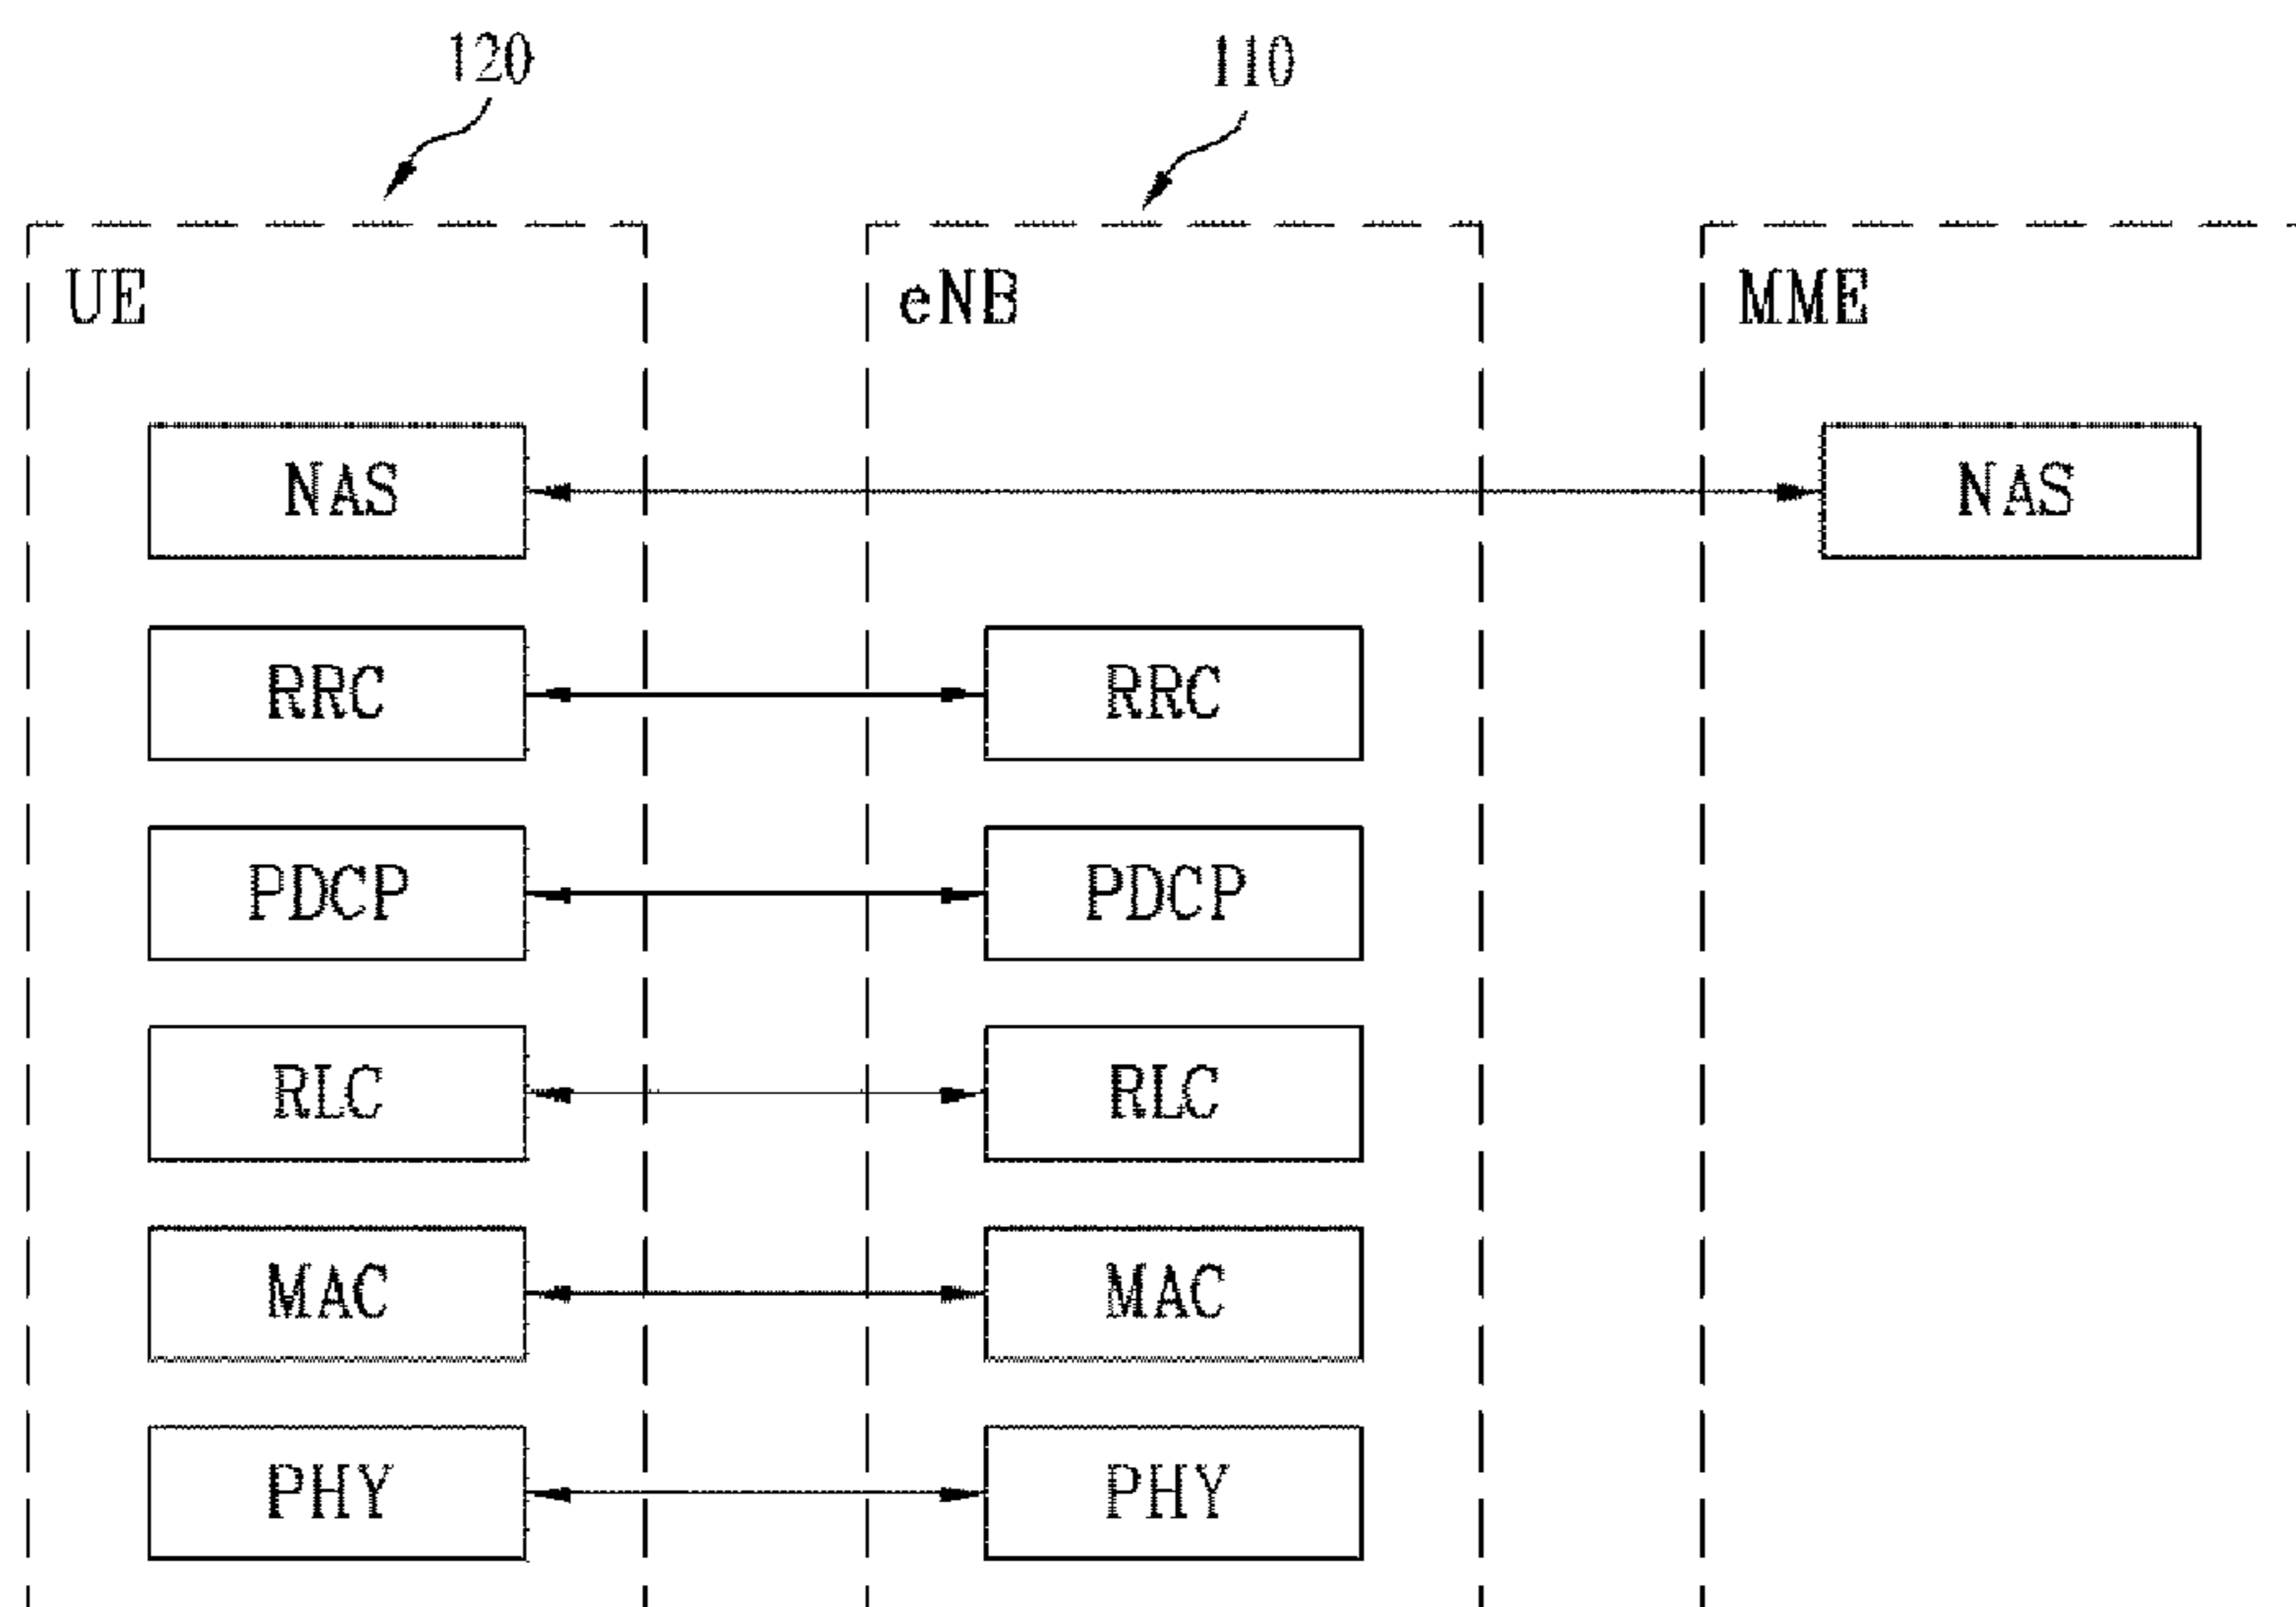 120 110
UE eNB MME
NAS NAS
RRC RRC
PDCP PDCP
RLC RLC
MAC MAC
PHY PHY